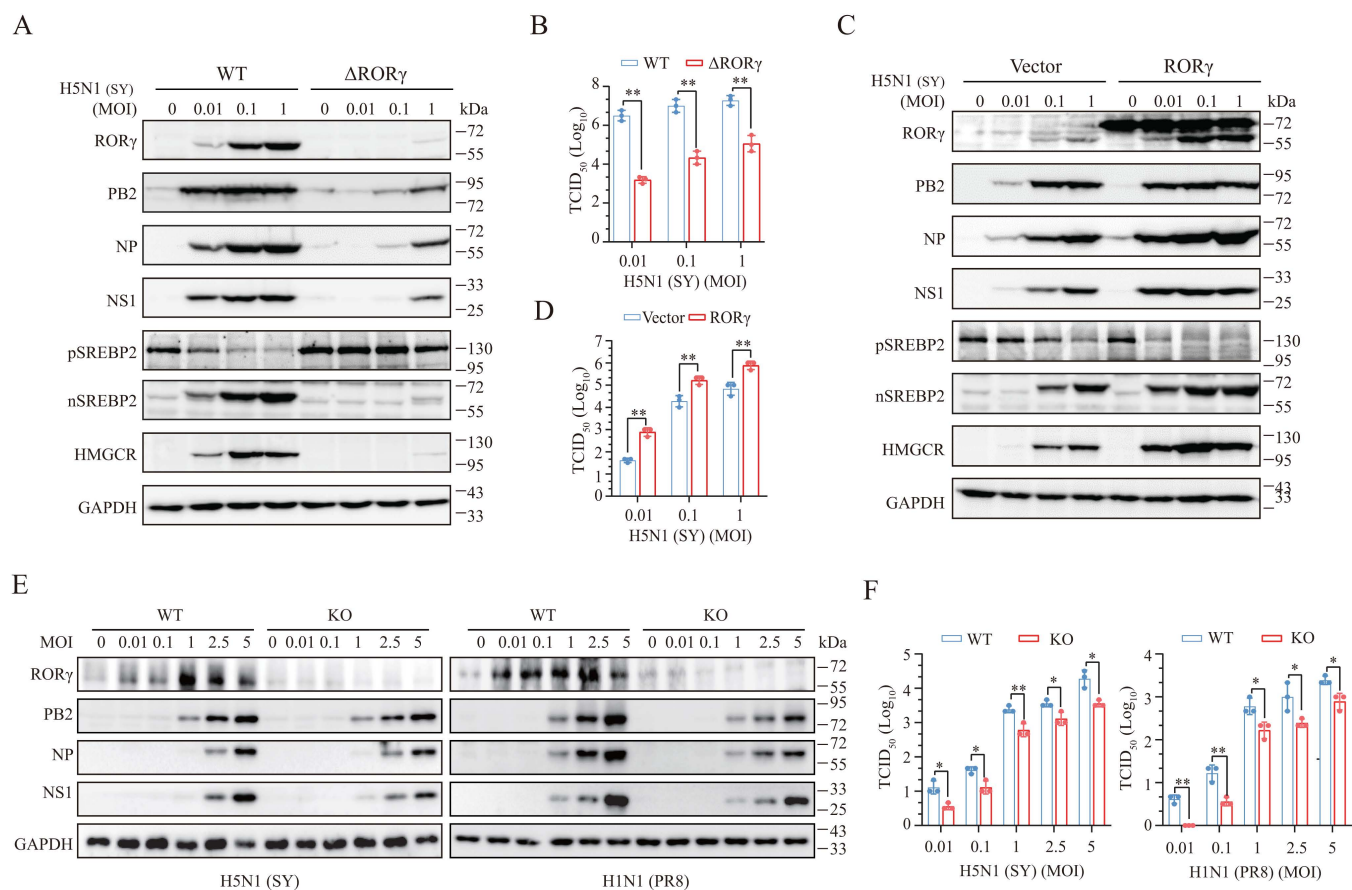 A
WT ΔRORγ
H5N1 (SY)
(MOI) 0 0.01 0.1 1 0 0.01 0.1 1 kDa
RORγ 72
55
PB2 95
72
NP 72
55
NS1 33
25
pSREBP2 130
95
nSREBP2 72
55
HMGCR 130
95
GAPDH 43
33
B
WT ΔRORγ
** ** **
TCID50 (Log10)
8
6
4
2
0
0.01 0.1 1
H5N1 (SY) (MOI)
C
Vector RORγ
H5N1 (SY)
(MOI) 0 0.01 0.1 1 0 0.01 0.1 1 kDa
RORγ 72
55
PB2 95
72
NP 72
55
NS1 33
25
pSREBP2 130
95
nSREBP2 72
55
HMGCR 130
95
GAPDH 43
33
D
Vector RORγ
** ** **
TCID50 (Log10)
7
6
5
4
3
2
1
0
0.01 0.1 1
H5N1 (SY) (MOI)
E
WT KO WT KO
MOI 0 0.01 0.1 1 2.5 5 0 0.01 0.1 1 2.5 5 0 0.01 0.1 1 2.5 5 0 0.01 0.1 1 2.5 5 kDa
RORγ 72
55
PB2 95
72
NP 72
55
NS1 33
25
GAPDH 43
33
H5N1 (SY) H1N1 (PR8)
F
WT KO
* * ** * *
TCID50 (Log10)
5
4
3
2
1
0
0.01 0.1 1 2.5 5
H5N1 (SY) (MOI)
WT KO
** ** * * *
TCID50 (Log10)
4
3
2
1
0
0.01 0.1 1 2.5 5
H1N1 (PR8) (MOI)